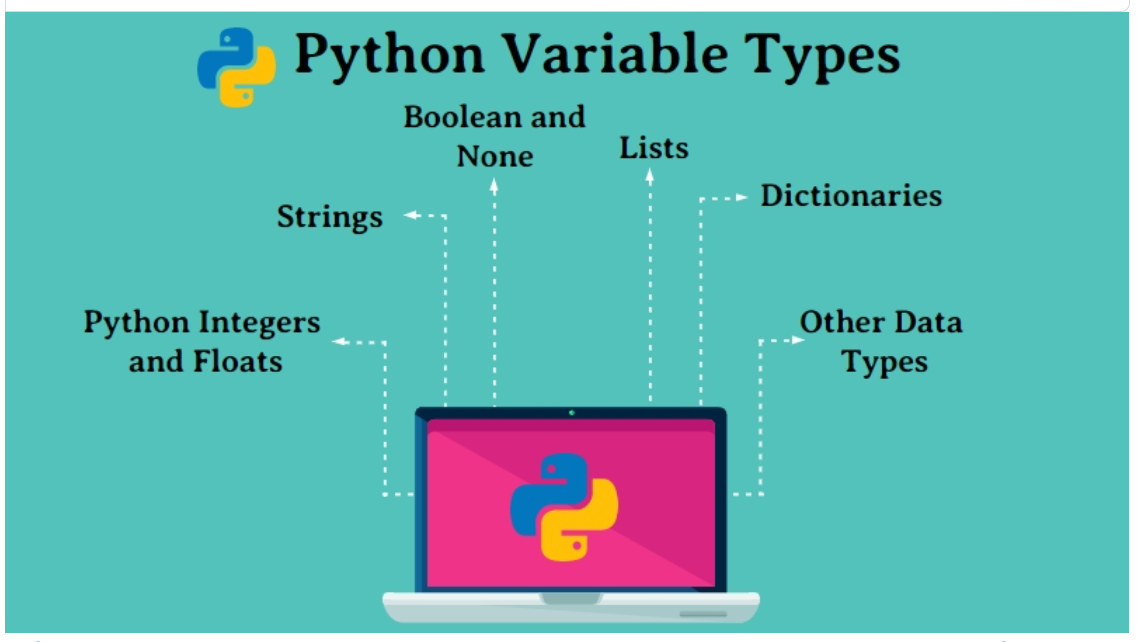 Python Variable Types
Boolean and
None
Lists
Dictionaries
Strings
Python Integers
and Floats
Other Data
Types